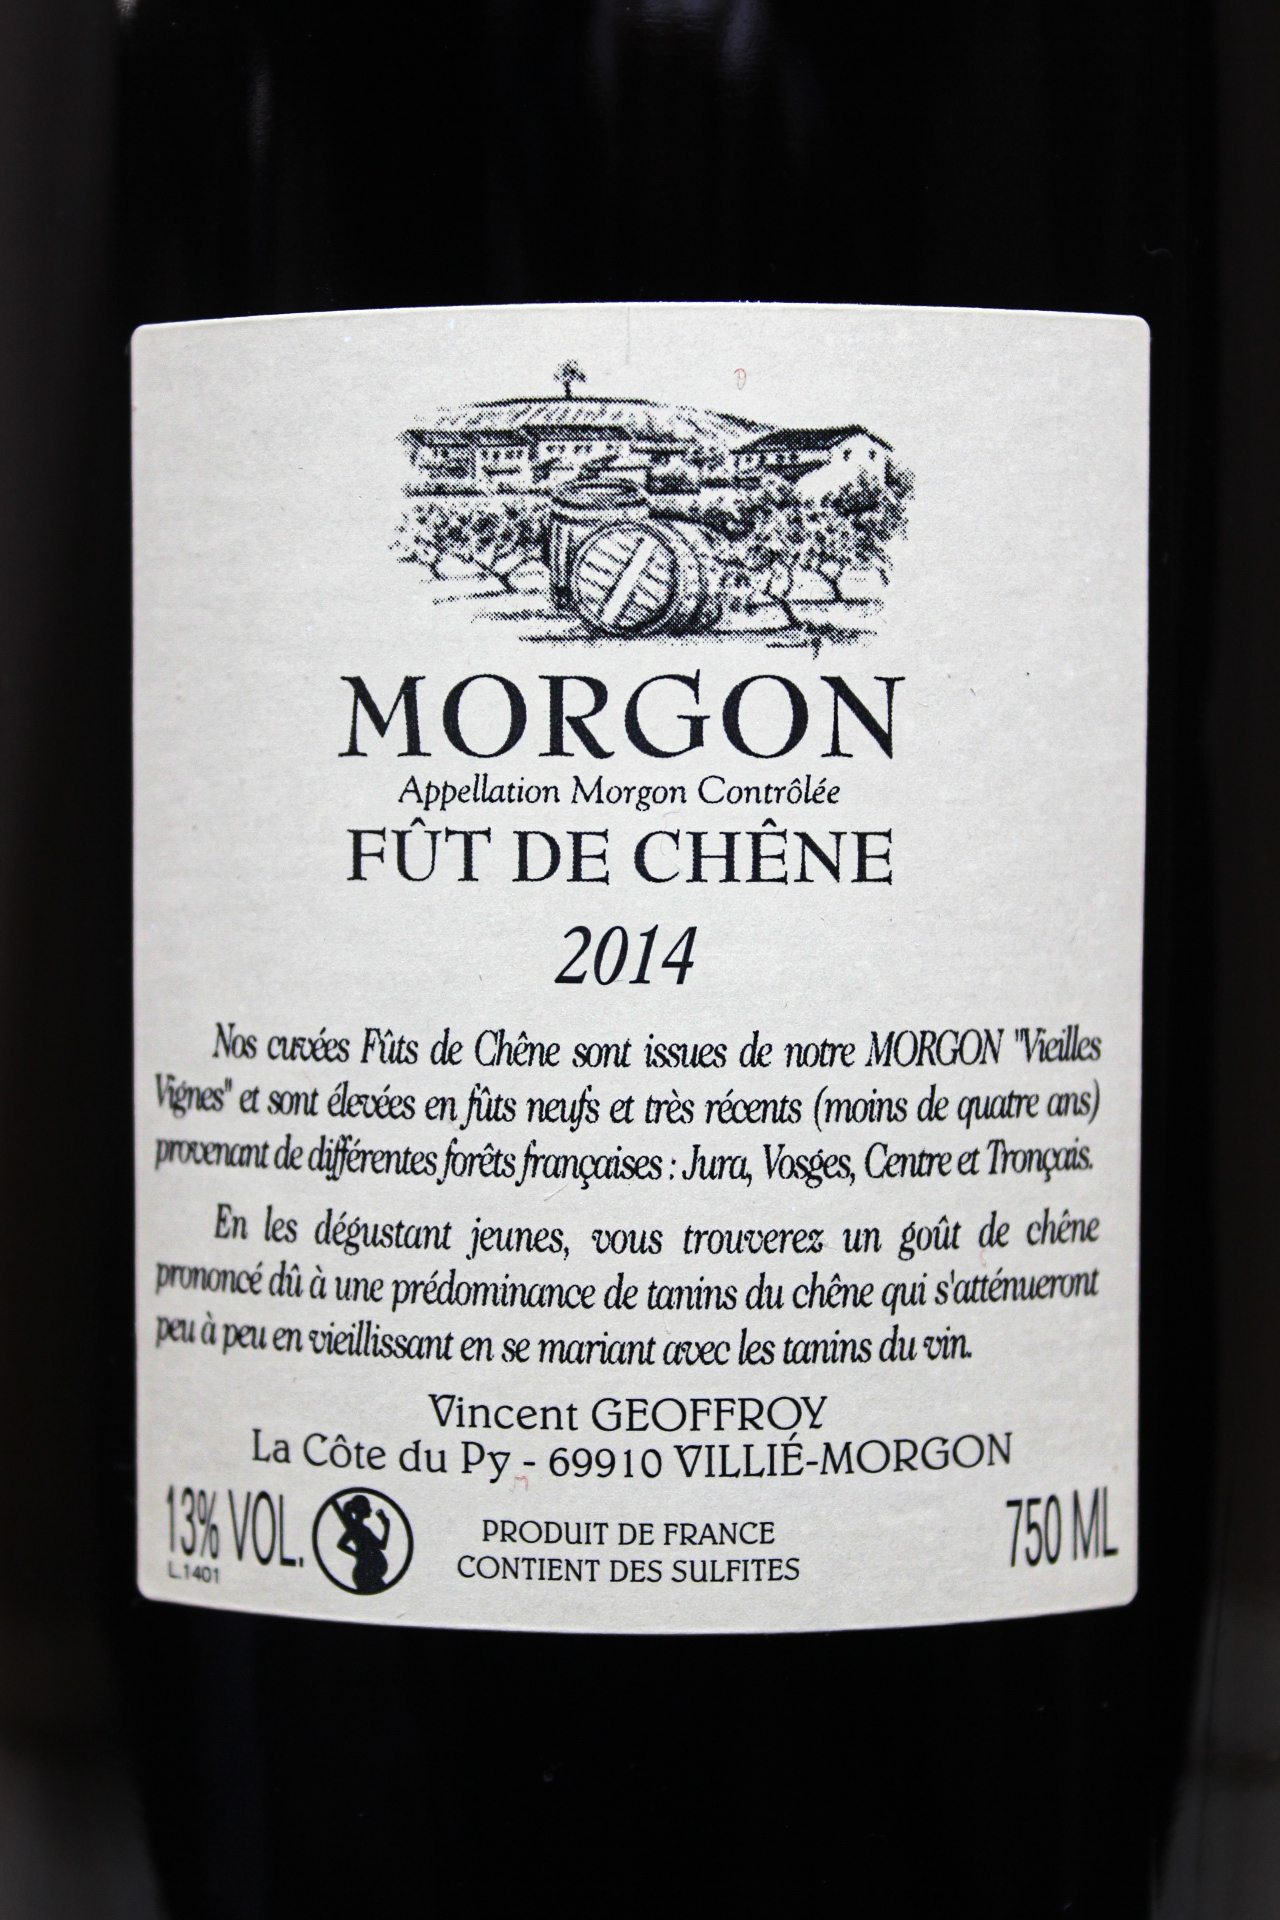 MORGON
Appellation Morgon Contrôlée
FÛT DE CHÊNE
2014
Nos cuvées Fûts de Chêne sont issues de notre MORGON "Vieilles
Vignes" et sont élevées en fûts neufs et très récents (moins de quatre ans)
provenant de différentes forêts françaises : Jura, Vosges, Centre et Tronçais.
En les dégustant jeunes, vous trouverez un goût de chêne
prononcé dû à une prédominance de tanins du chêne qui s'atténueront
peu à peu en vieillissant en se mariant avec les tanins du vin.
Vincent GEOFFROY
La Côte du Py - 69910 VILLIÉ-MORGON
13% VOL.
L.1401
PRODUIT DE FRANCE
CONTIENT DES SULFITES
750 ML